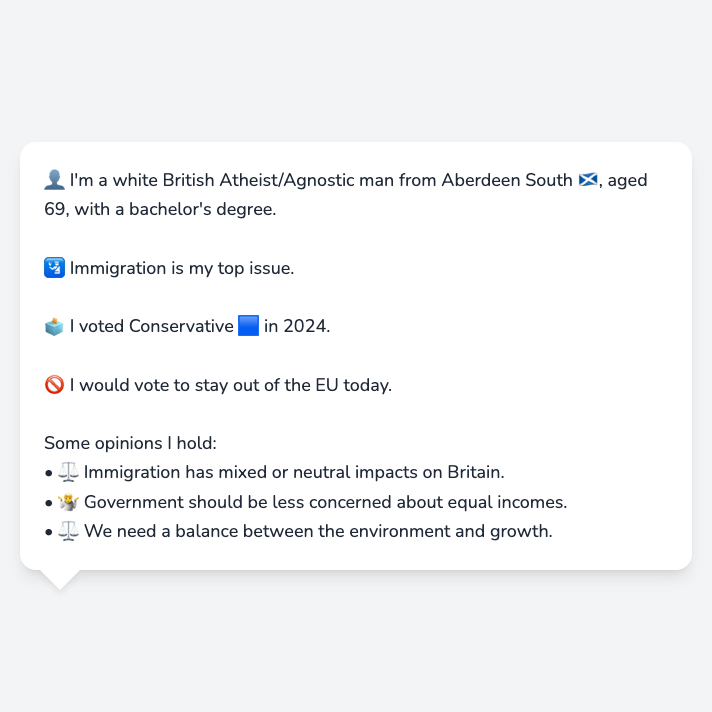 👤 I'm a white British Atheist/Agnostic man from Aberdeen South 🏴󠁧󠁢󠁳󠁣󠁴󠁿, aged
69, with a bachelor's degree.
🛂 Immigration is my top issue.
🗳️ I voted Conservative 🟦 in 2024.
🚫 I would vote to stay out of the EU today.
Some opinions I hold:
• ⚖️ Immigration has mixed or neutral impacts on Britain.
• 🤷 Government should be less concerned about equal incomes.
• ⚖️ We need a balance between the environment and growth.